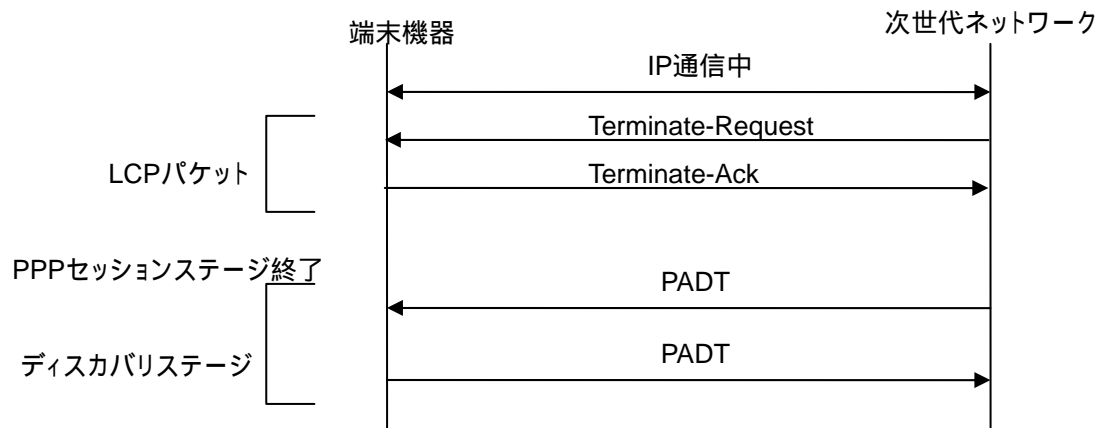 端末機器
次世代ネットワーク
IP通信中
Terminate-Request
LCPパケット
Terminate-Ack
PPPセッションステージ終了
PADT
ディスカバリステージ
PADT